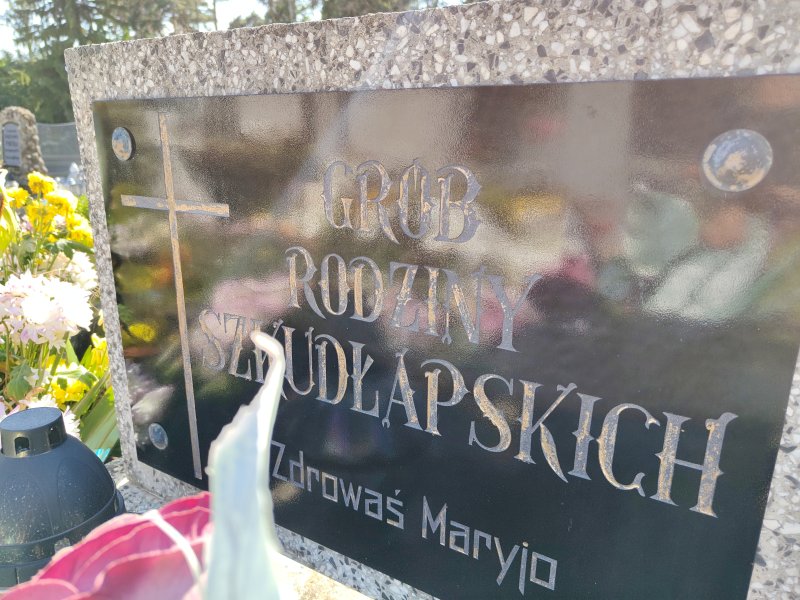 GRÓB
RODZINY
SZKUDŁAPSKICH
Zdrowaś Maryjo